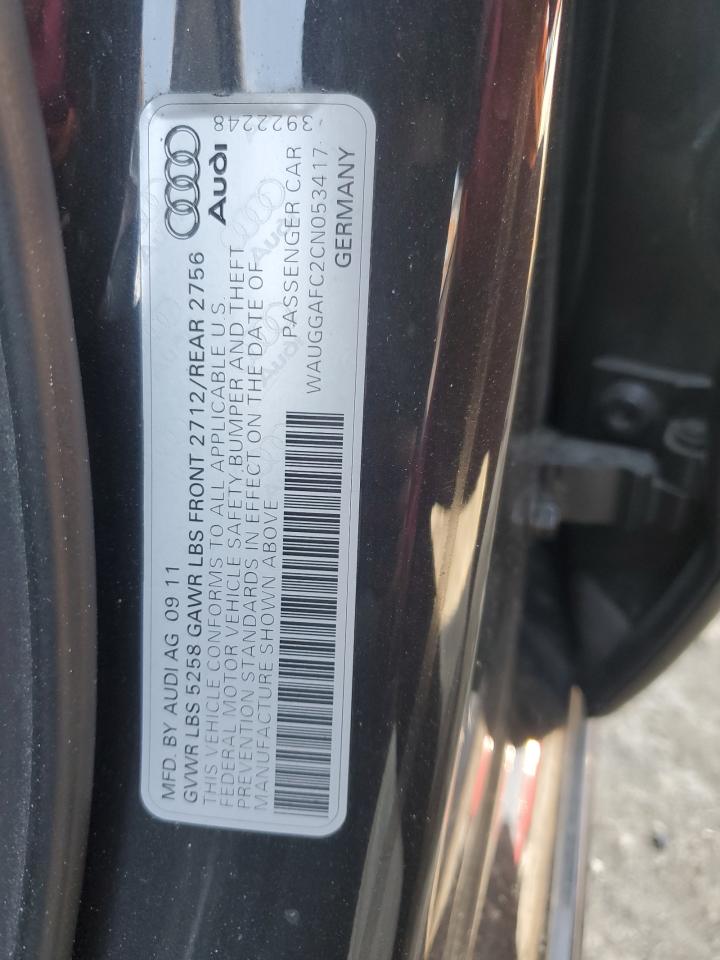 MFD. BY AUDI AG 09 11
GVWR LBS 5258 GAWR LBS FRONT 2712/REAR 2756
THIS VEHICLE CONFORMS TO ALL APPLICABLE U.S.
FEDERAL MOTOR VEHICLE SAFETY, BUMPER AND THEFT
PREVENTION STANDARDS IN EFFECT ON THE DATE OF
MANUFACTURE SHOWN ABOVE
Audi
PASSENGER CAR
WAUGGAFC2CN053417
GERMANY
3922248